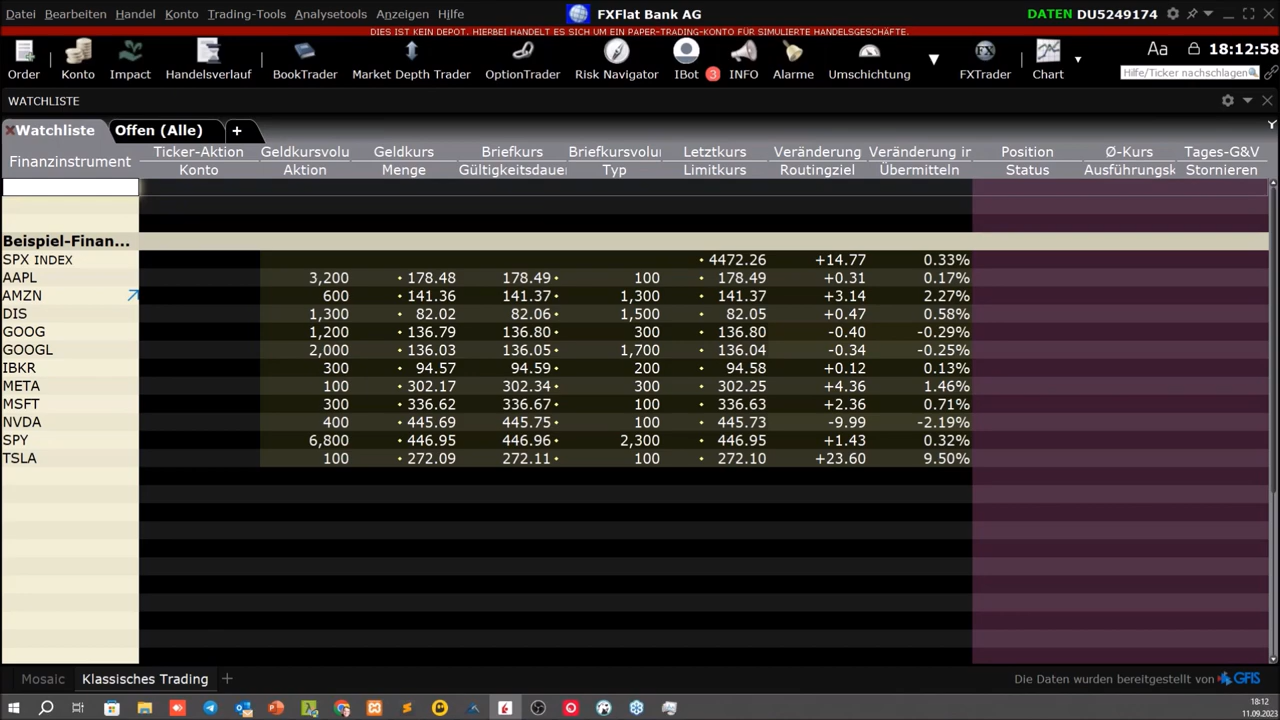 Datei Bearbeiten Handel Konto Trading-Tools Analysetools Anzeigen Hilfe FXFlat Bank AG DATEN DU5249174
DIES IST KEIN DEPOT. HIERBEI HANDELT ES SICH UM EIN PAPER-TRADING-KONTO FÜR SIMULIERTE HANDELSGESCHÄFTE.
FX 3 Aa 18:12:58
Order Konto Impact Handelsverlauf BookTrader Market Depth Trader OptionTrader Risk Navigator IBot INFO Alarme Umschichtung FXTrader Chart Hilfe/Ticker nachschlagen
WATCHLISTE
Watchliste Offen (Alle) +
Finanzinstrument Ticker-Aktion Geldkursvolu Geldkurs Briefkurs Briefkursvolu Letztkurs Veränderung Veränderung ir Position Ø-Kurs Tages-G&V
Konto Aktion Menge Gültigkeitsdaue Typ Limitkurs Routingziel Übermitteln Status Ausführungsk Stornieren
Beispiel-Finan...
SPX INDEX 4472.26 +14.77 0.33%
AAPL 3,200 178.48 178.49 100 178.49 +0.31 0.17%
AMZN 600 141.36 141.37 1,300 141.37 +3.14 2.27%
DIS 1,300 82.02 82.06 1,500 82.05 +0.47 0.58%
GOOG 1,200 136.79 136.80 300 136.80 -0.40 -0.29%
GOOGL 2,000 136.03 136.05 1,700 136.04 -0.34 -0.25%
IBKR 300 94.57 94.59 200 94.58 +0.12 0.13%
META 100 302.17 302.34 300 302.25 +4.36 1.46%
MSFT 300 336.62 336.67 100 336.63 +2.36 0.71%
NVDA 400 445.69 445.75 100 445.73 -9.99 -2.19%
SPY 6,800 446.95 446.96 2,300 446.95 +1.43 0.32%
TSLA 100 272.09 272.11 100 272.10 +23.60 9.50%
Mosaic Klassisches Trading + Die Daten wurden bereitgestellt von GFIS
18:12
11.09.2023